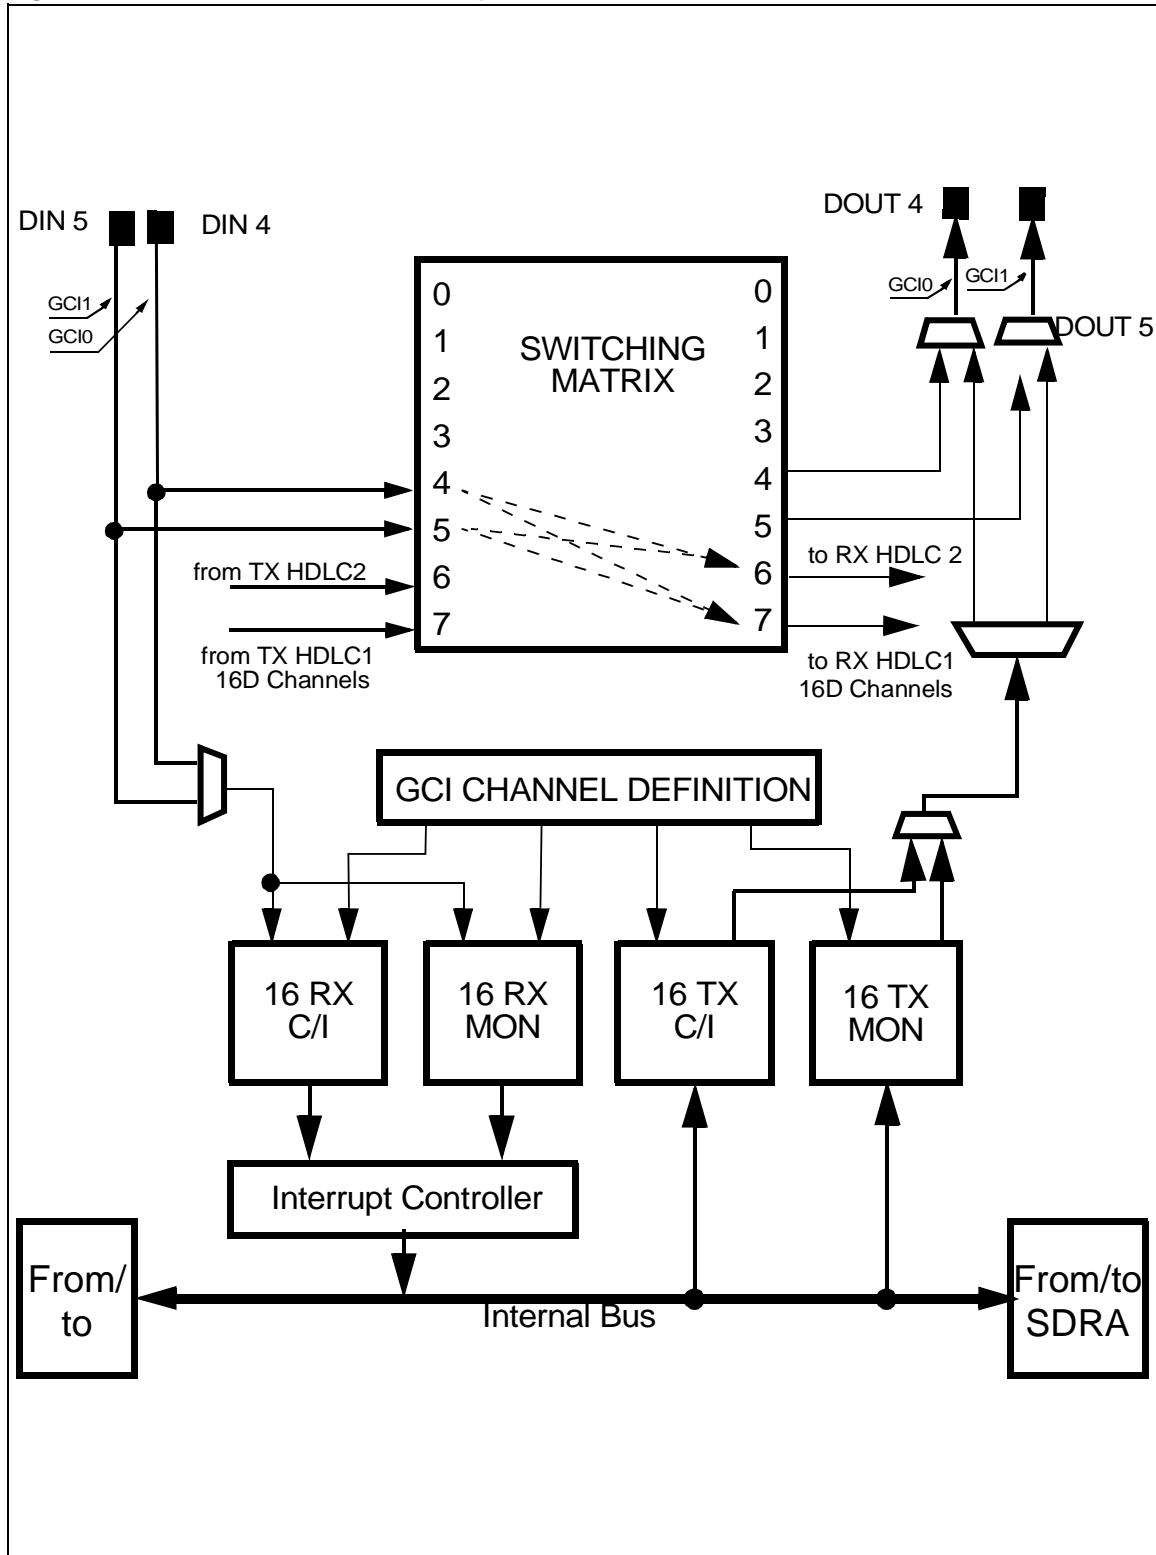 DIN 5
DIN 4
DOUT 4
GCI1
GCI0
GCI0
GCI1
DOUT 5
0
1
2
3
4
5
6
7
SWITCHING
MATRIX
0
1
2
3
4
5
6
7
from TX HDLC2
from TX HDLC1
16D Channels
to RX HDLC 2
to RX HDLC1
16D Channels
GCI CHANNEL DEFINITION
16 RX
C/I
16 RX
MON
16 TX
C/I
16 TX
MON
Interrupt Controller
From/
to
Internal Bus
From/to
SDRA